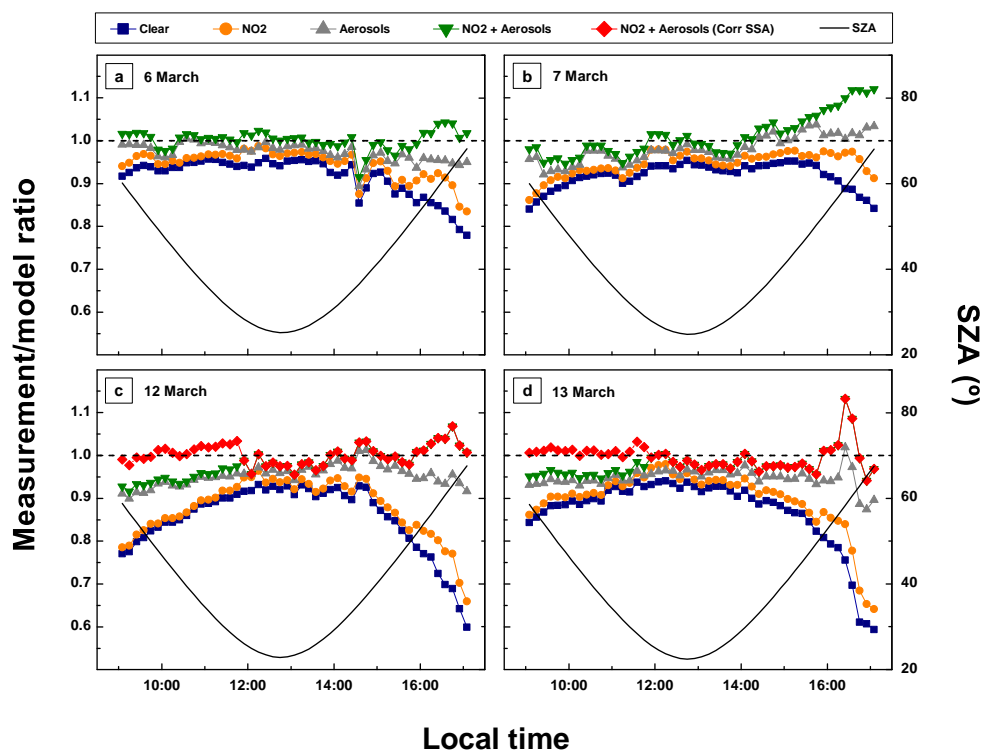 Clear NO2 Aerosols NO2 + Aerosols NO2 + Aerosols (Corr SSA) SZA
a 6 March
b 7 March
1.1
1.0
0.9
0.8
0.7
0.6
80
60
40
20
c 12 March
d 13 March
1.1
1.0
0.9
0.8
0.7
0.6
80
60
40
20
10:00 12:00 14:00 16:00
10:00 12:00 14:00 16:00
Measurement/model ratio
SZA (º)
Local time